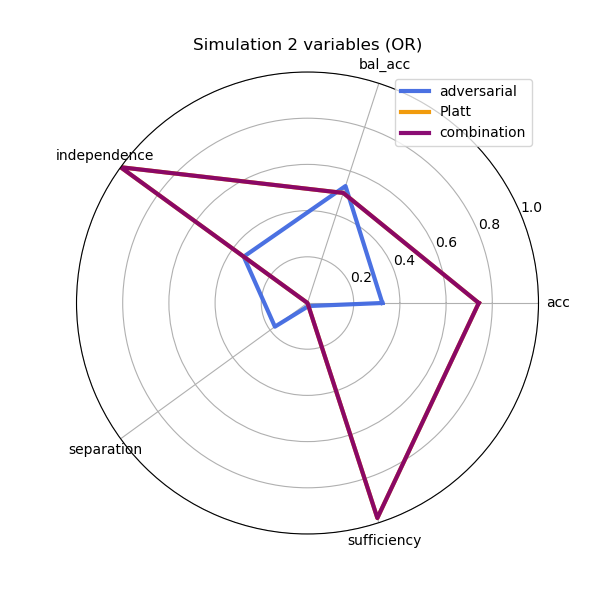 Simulation 2 variables (OR)
bal_acc
adversarial
Platt
combination
independence
1.0
0.8
0.6
0.4
0.2
acc
separation
sufficiency